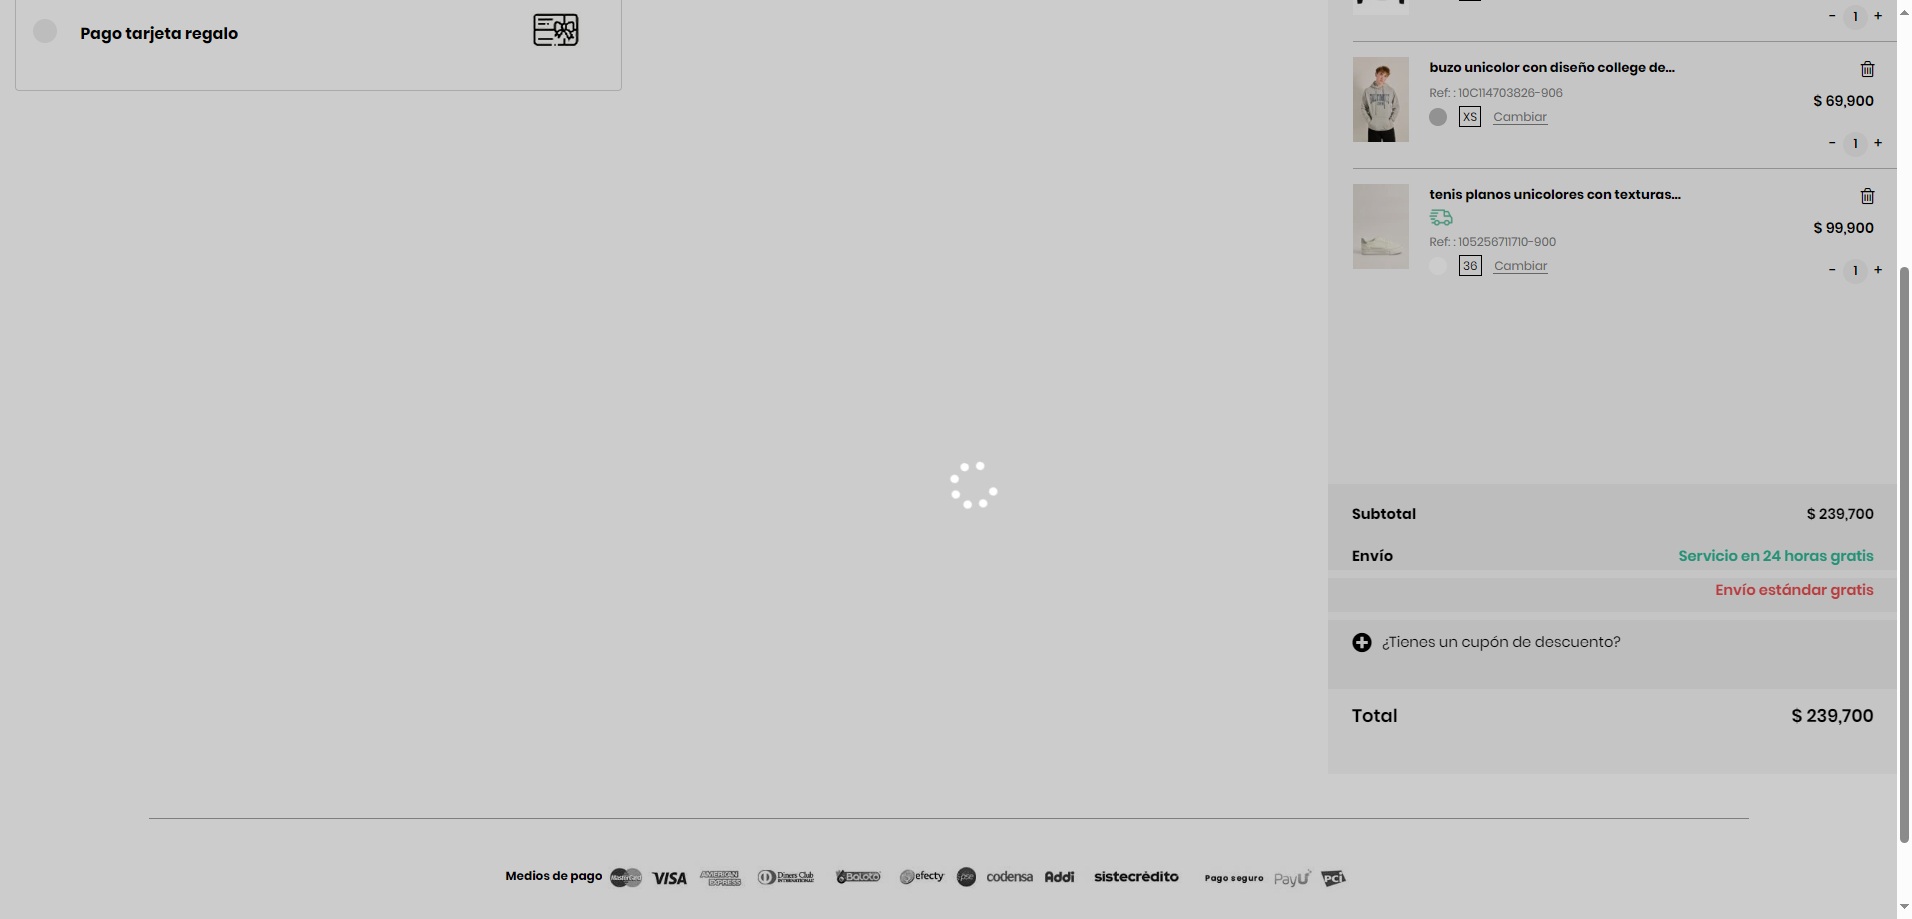 Pago tarjeta regalo
- 1 +
buzo unicolor con diseño college de...
Ref: : 10C114703826-906
$ 69,900
XS Cambiar
- 1 +
tenis planos unicolores con texturas...
$ 99,900
Ref: : 105256711710-900
36 Cambiar
- 1 +
Subtotal $ 239,700
Envío Servicio en 24 horas gratis
Envío estándar gratis
¿Tienes un cupón de descuento?
Total $ 239,700
Medios de pago MasterCard VISA AMERICAN EXPRESS Diners Club INTERNATIONAL Baloto efecty pse codensa Addi sistecrédito Pago seguro PayU PCI